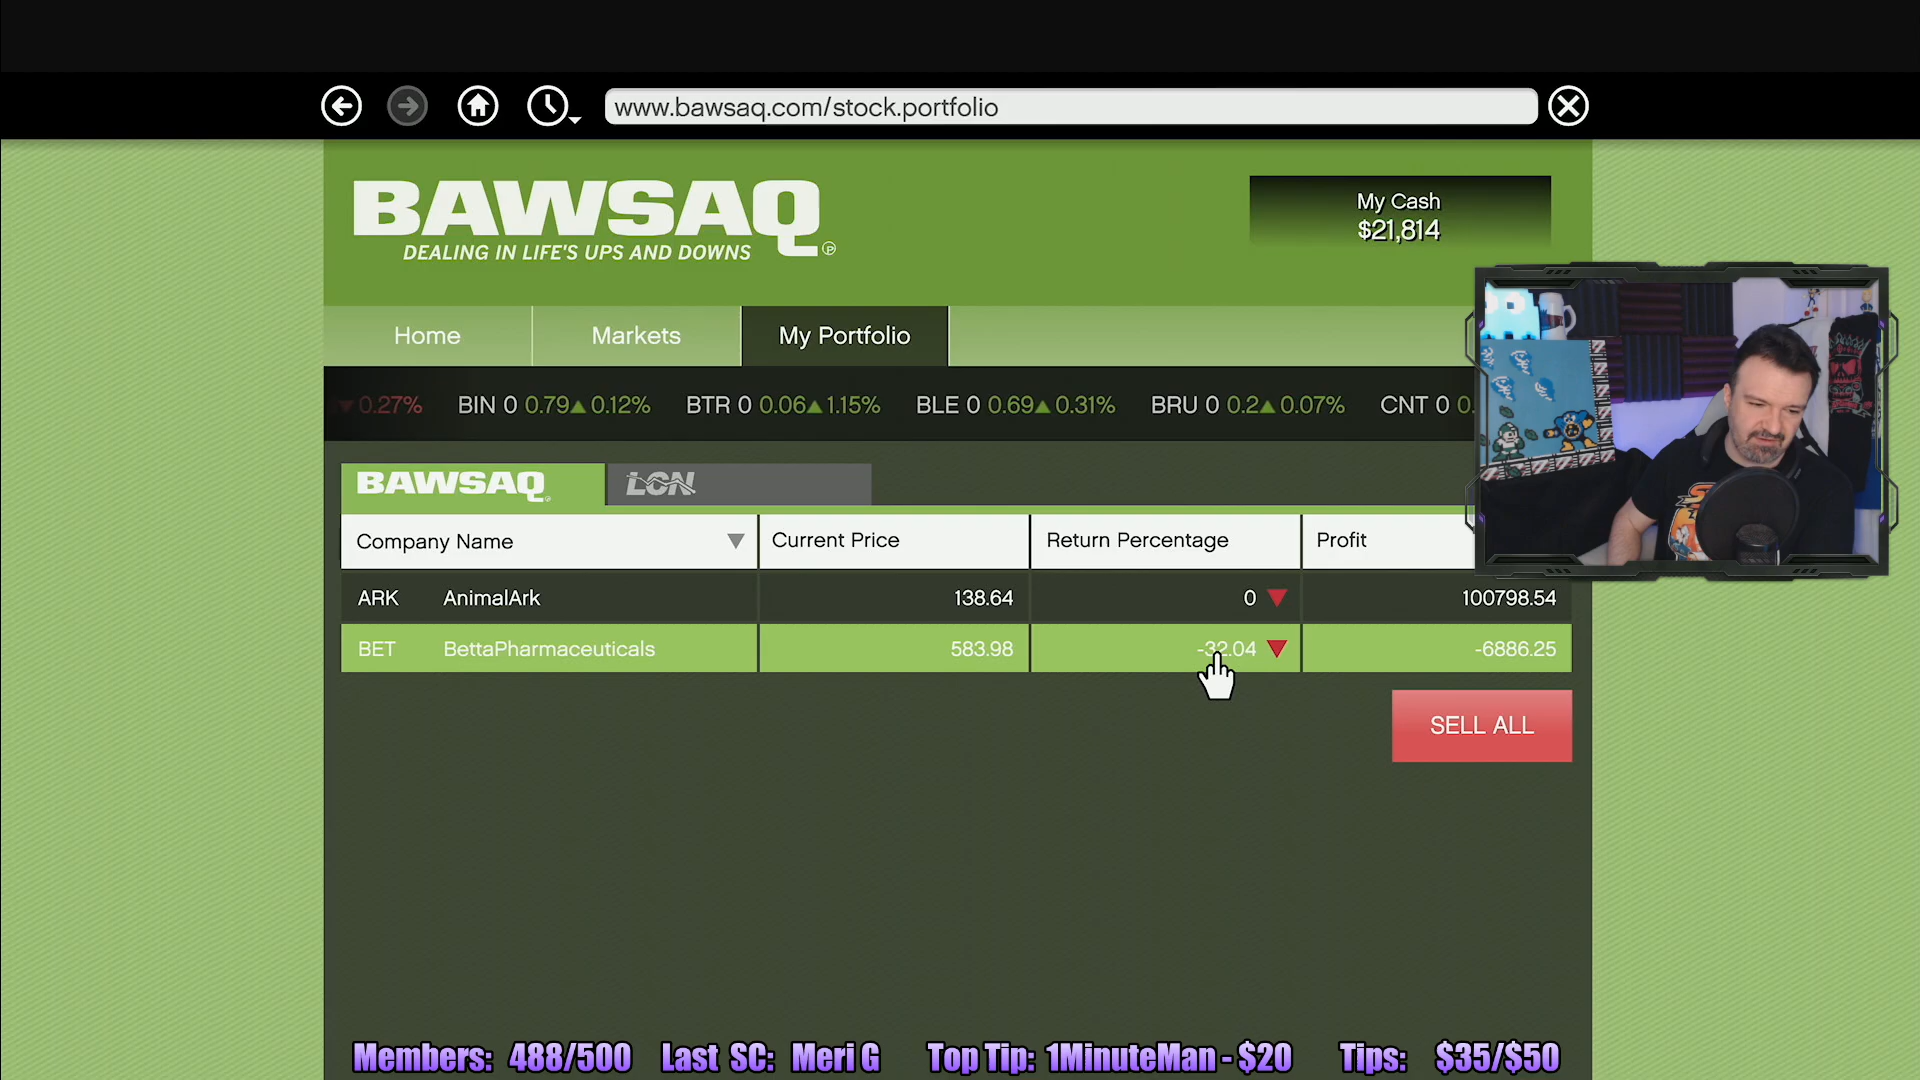 www.bawsaq.com/stock.portfolio
BAWSAQ
DEALING IN LIFE'S UPS AND DOWNS
My Cash
$21,814
Home Markets My Portfolio
0.27% BIN 0 0.79▲0.12% BTR 0 0.06▲1.15% BLE 0 0.69▲0.31% BRU 0 0.2▲0.07% CNT 0 0.
BAWSAQ LCN
Company Name Current Price Return Percentage Profit
ARK AnimalArk 138.64 0 100798.54
BET BettaPharmaceuticals 583.98 -32.04 -6886.25
SELL ALL
Members: 488/500 Last SC: Meri G Top Tip: 1MinuteMan - $20 Tips: $35/$50